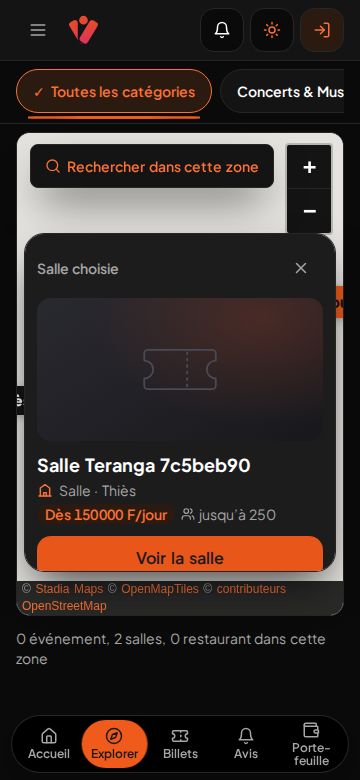 ✓ Toutes les catégories
Concerts & Mus
Rechercher dans cette zone
+
−
Salle choisie
Salle Teranga 7c5beb90
Salle · Thiès
Dès 150000 F/jour
jusqu'à 250
Voir la salle
© Stadia Maps © OpenMapTiles © contributeurs
OpenStreetMap
0 événement, 2 salles, 0 restaurant dans cette
zone
Accueil
Explorer
Billets
Avis
Porte-
feuille